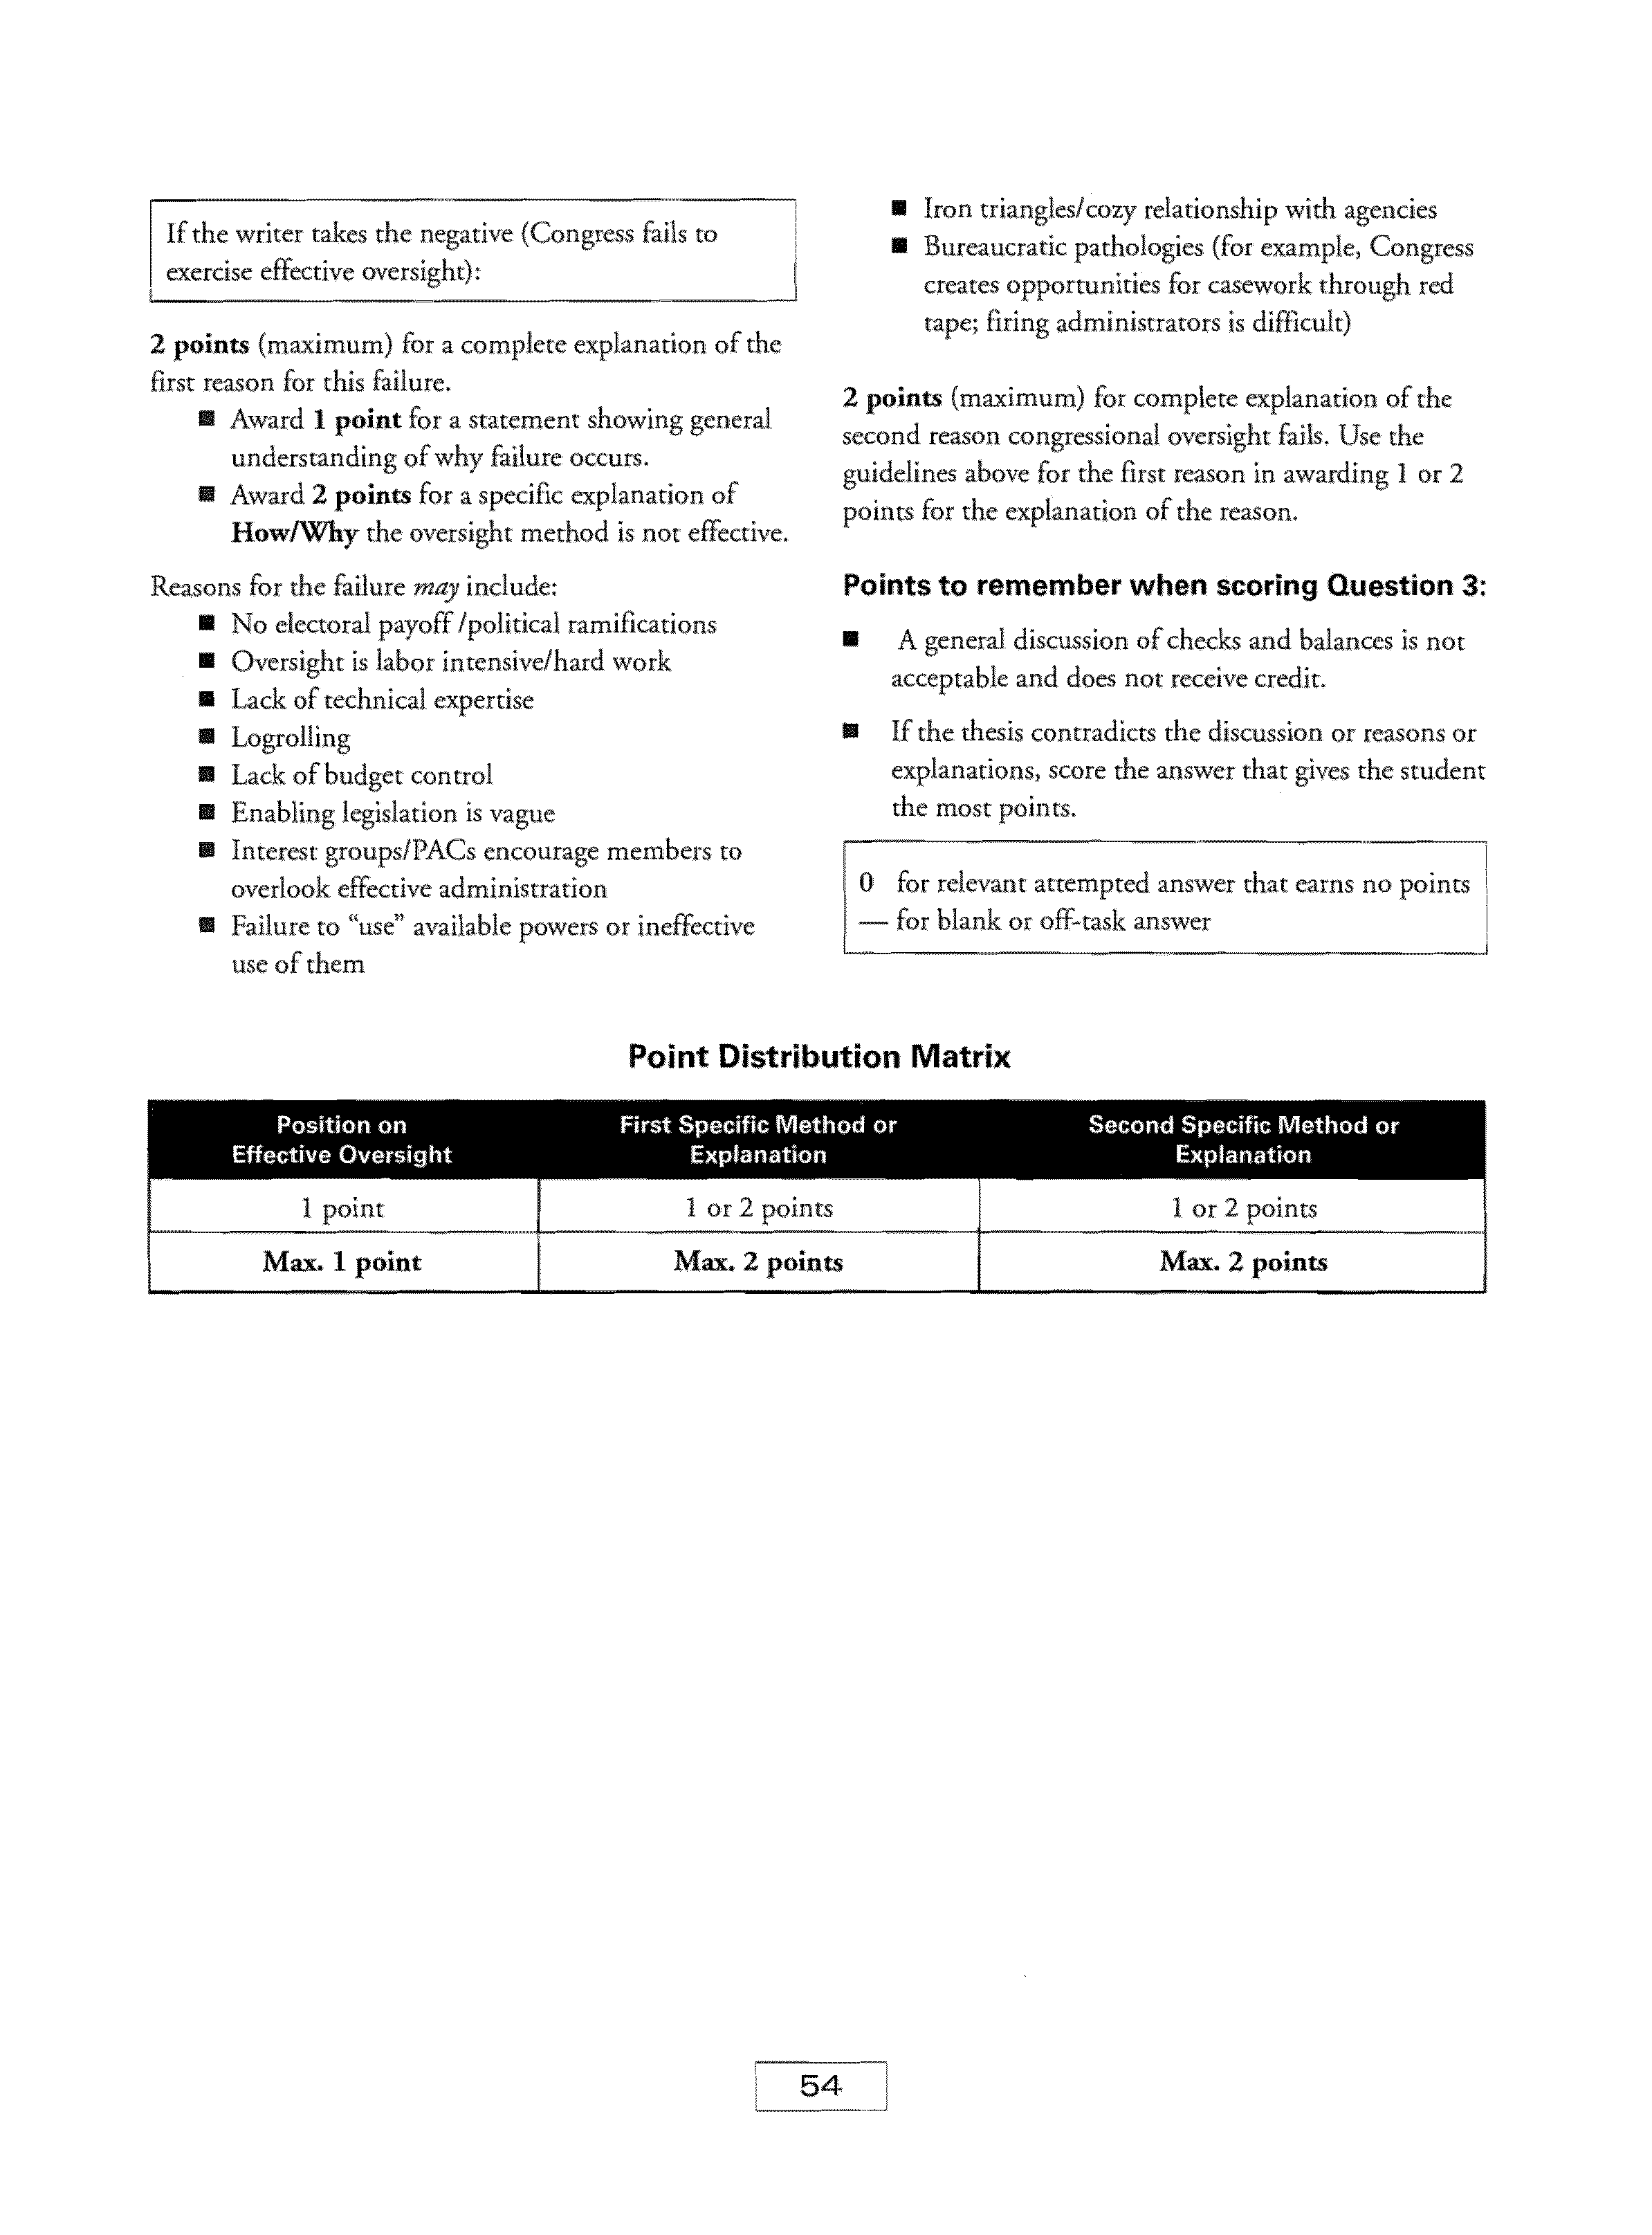 If the writer takes the negative (Congress fails to
exercise effective oversight):
2 points (maximum) for a complete explanation of the
first reason for this failure.
■ Award 1 point for a statement showing general
understanding of why failure occurs.
■ Award 2 points for a specific explanation of
How/Why the oversight method is not effective.
Reasons for the failure may include:
■ No electoral payoff /political ramifications
■ Oversight is labor intensive/hard work
■ Lack of technical expertise
■ Logrolling
■ Lack of budget control
■ Enabling legislation is vague
■ Interest groups/PACs encourage members to
overlook effective administration
■ Failure to “use” available powers or ineffective
use of them
■ Iron triangles/cozy relationship with agencies
■ Bureaucratic pathologies (for example, Congress
creates opportunities for casework through red
tape; firing administrators is difficult)
2 points (maximum) for complete explanation of the
second reason congressional oversight fails. Use the
guidelines above for the first reason in awarding 1 or 2
points for the explanation of the reason.
Points to remember when scoring Question 3:
■ A general discussion of checks and balances is not
acceptable and does not receive credit.
■ If the thesis contradicts the discussion or reasons or
explanations, score the answer that gives the student
the most points.
0 for relevant attempted answer that earns no points
— for blank or off-task answer
Point Distribution Matrix
Position on
Effective Oversight
First Specific Method or
Explanation
Second Specific Method or
Explanation
1 point
1 or 2 points
1 or 2 points
Max. 1 point
Max. 2 points
Max. 2 points
54